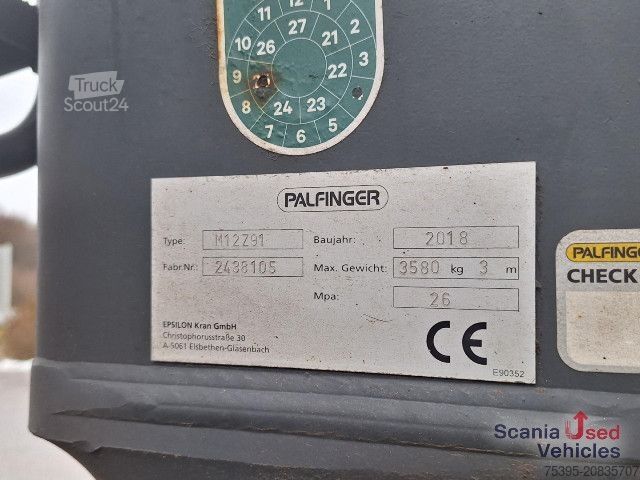 12 1
11 27 2
10 26 21 3
9 22
8 24 23 4
7 6 5
Truck
Scout24
PALFINGER
Type: M12Z91 Baujahr: 2018
Fabr.Nr.: 2438105 Max. Gewicht: 3580 kg 3 m
Mpa: 26
EPSILON Kran GmbH
Christophorusstraße 30
A-5061 Elsbethen-Glasenbach
CE
E90352
PALFINGER
CHECK
Scania Used
Vehicles
75395-20835707